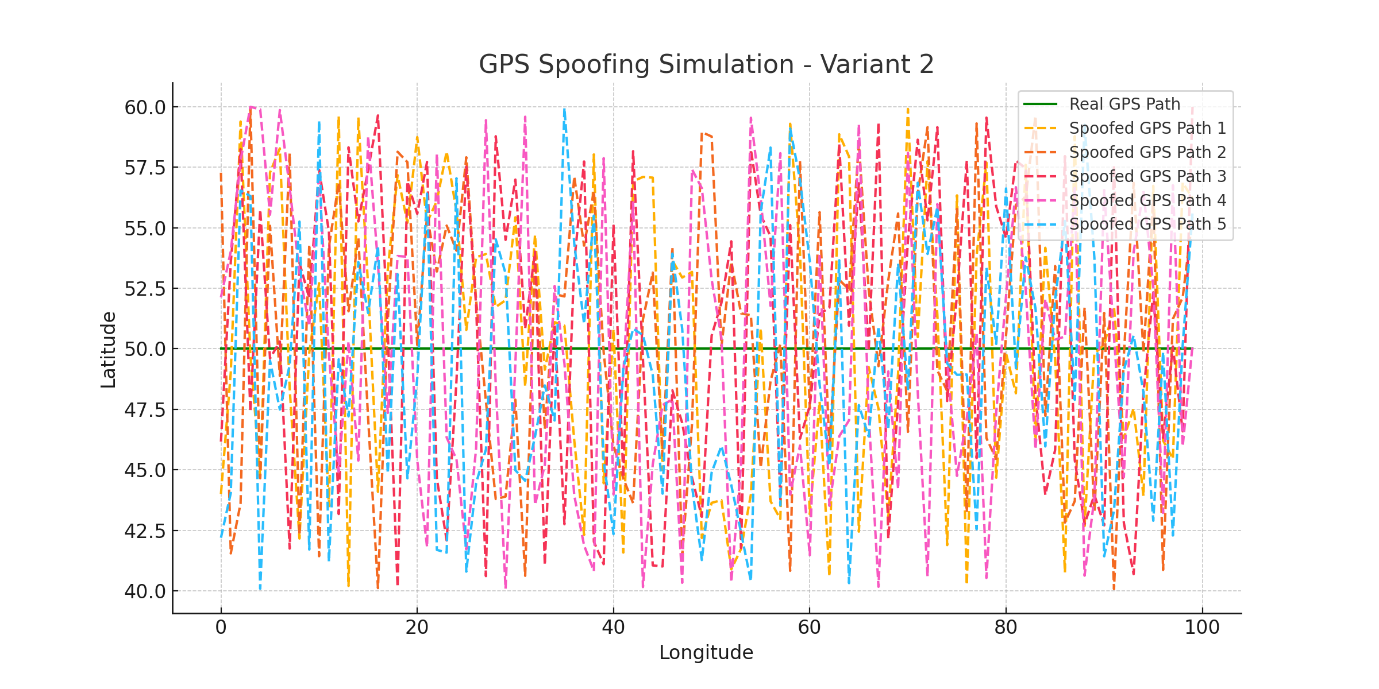 GPS Spoofing Simulation - Variant 2
Real GPS Path
Spoofed GPS Path 1
Spoofed GPS Path 2
Spoofed GPS Path 3
Spoofed GPS Path 4
Spoofed GPS Path 5
60.0
57.5
55.0
52.5
50.0
47.5
45.0
42.5
40.0
Latitude
0 20 40 60 80 100
Longitude